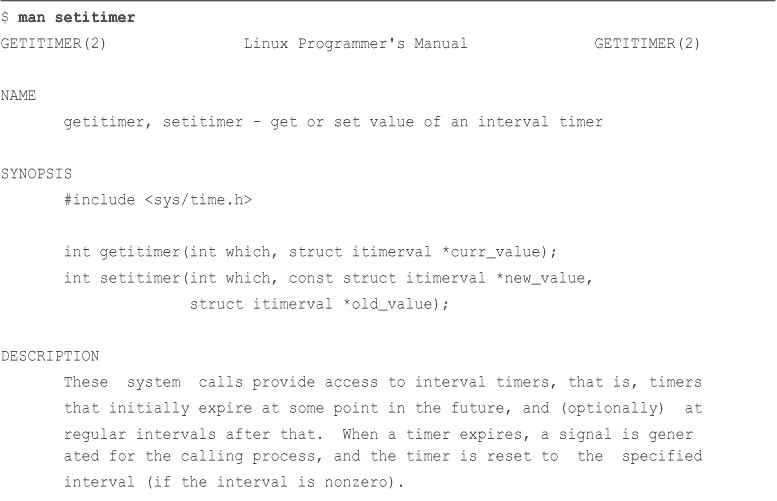 $ man setitimer
GETITIMER(2) Linux Programmer's Manual GETITIMER(2)
NAME
getitimer, setitimer - get or set value of an interval timer
SYNOPSIS
#include <sys/time.h>
int getitimer(int which, struct itimerval *curr_value);
int setitimer(int which, const struct itimerval *new_value,
struct itimerval *old_value);
DESCRIPTION
These system calls provide access to interval timers, that is, timers
that initially expire at some point in the future, and (optionally) at
regular intervals after that. When a timer expires, a signal is gener
ated for the calling process, and the timer is reset to the specified
interval (if the interval is nonzero).